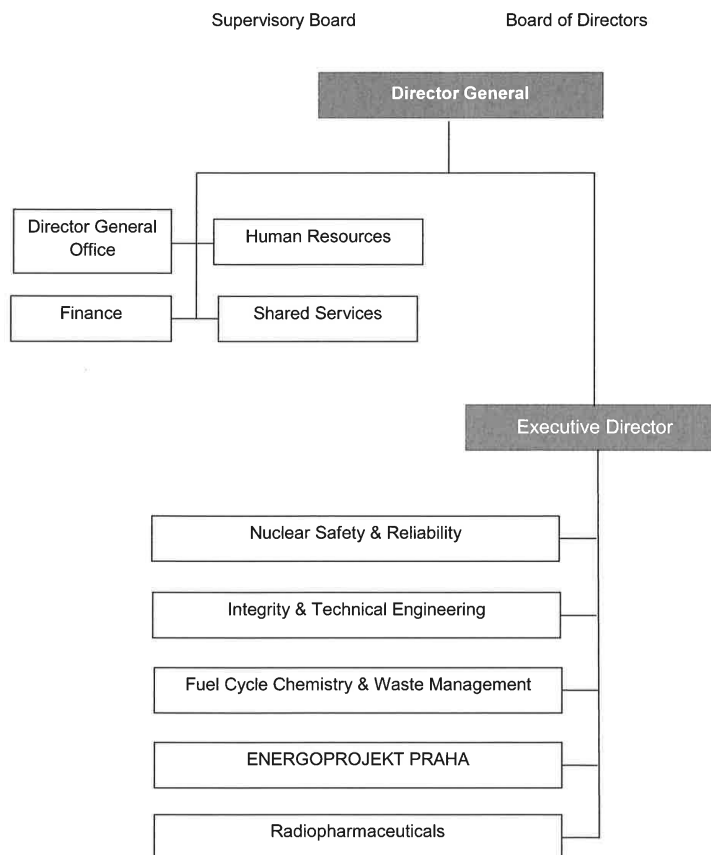 Supervisory Board
Board of Directors
Director General
Director General
Office
Human Resources
Finance
Shared Services
Executive Director
Nuclear Safety & Reliability
Integrity & Technical Engineering
Fuel Cycle Chemistry & Waste Management
ENERGOPROJEKT PRAHA
Radiopharmaceuticals